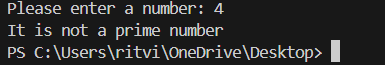 Please enter a number: 4
It is not a prime number
PS C:\Users\ritvi\OneDrive\Desktop>